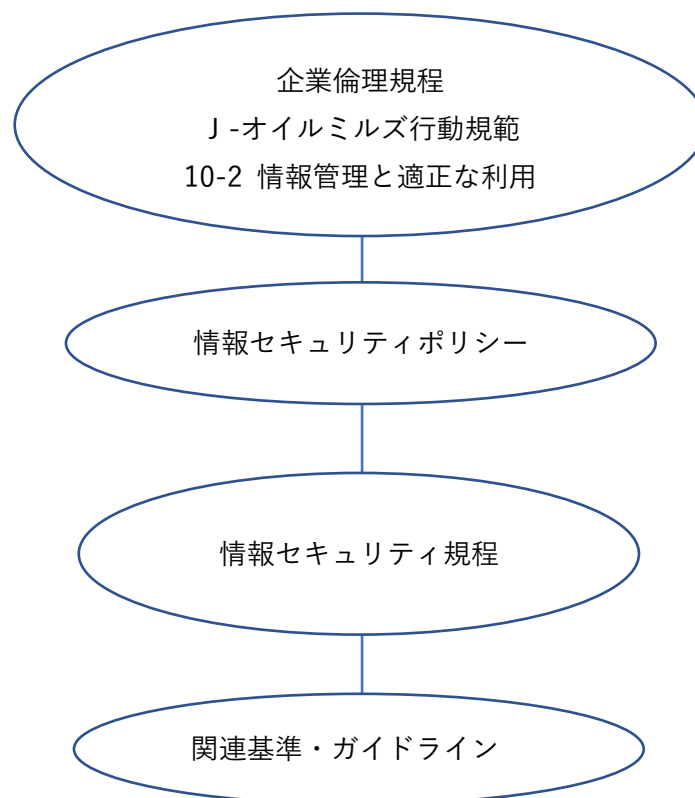 企業倫理規程
J -オイルミルズ行動規範
10-2 情報管理と適正な利用
情報セキュリティポリシー
情報セキュリティ規程
関連基準・ガイドライン